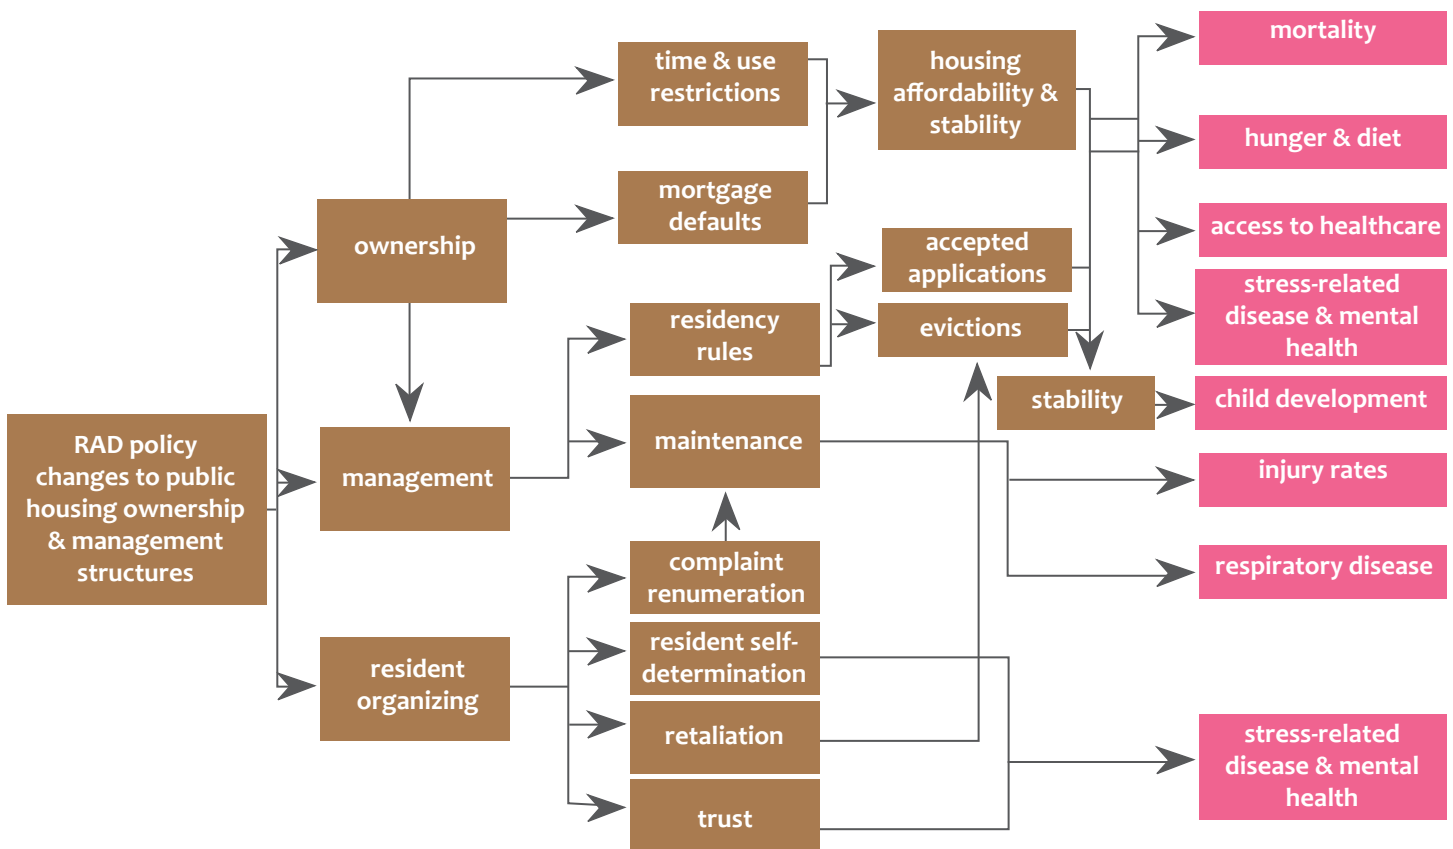 RAD policy
changes to public
housing ownership
& management
structures
ownership
management
resident
organizing
time & use
restrictions
mortgage
defaults
residency
rules
maintenance
complaint
renumeration
resident self-
determination
retaliation
trust
housing
affordability &
stability
accepted
applications
evictions
stability
mortality
hunger & diet
access to healthcare
stress-related
disease & mental
health
child development
injury rates
respiratory disease
stress-related
disease & mental
health